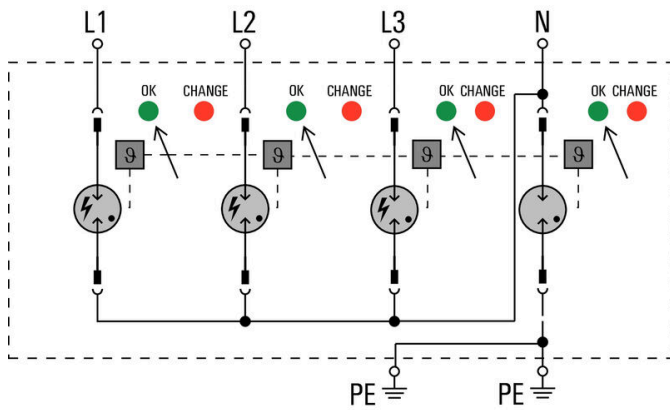 L1 L2 L3 N
OK CHANGE OK CHANGE OK CHANGE OK CHANGE
ϑ ϑ ϑ ϑ
PE PE